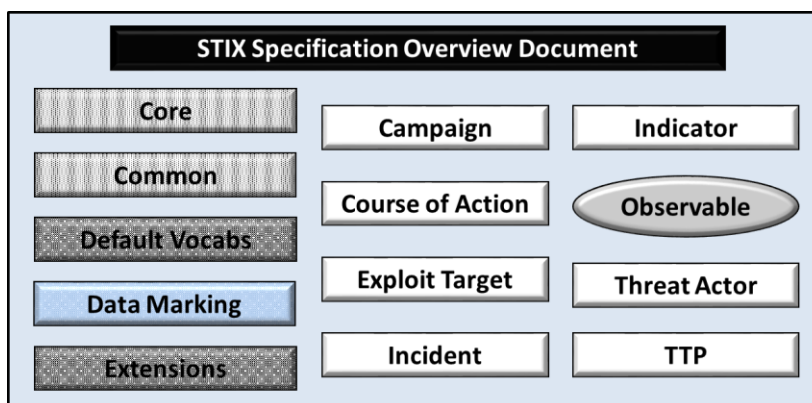 STIX Specification Overview Document
Core
Common
Default Vocabs
Data Marking
Extensions
Campaign
Course of Action
Exploit Target
Incident
Indicator
Observable
Threat Actor
TTP